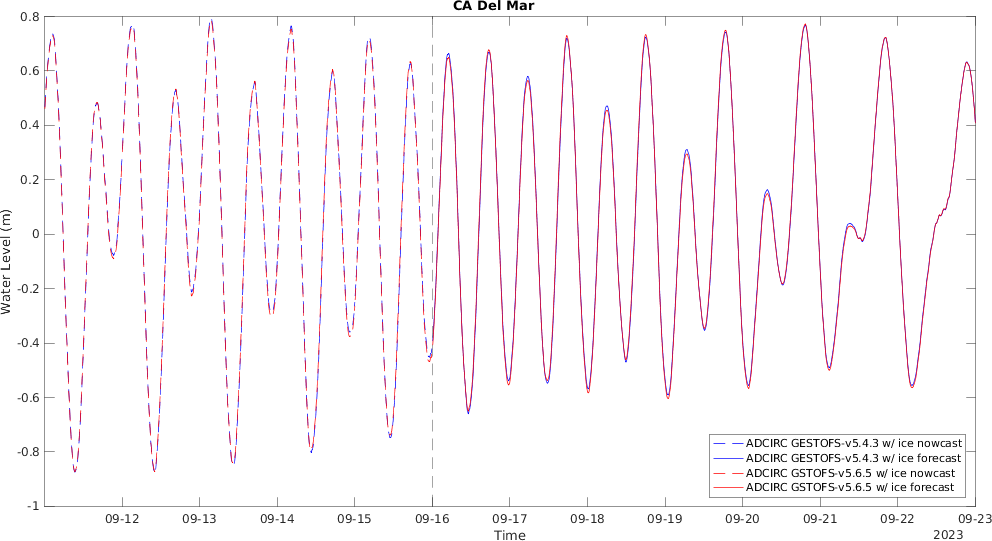 CA Del Mar
0.8
0.6
0.4
0.2
0
-0.2
-0.4
-0.6
-0.8
-1
Water Level (m)
09-12 09-13 09-14 09-15 09-16 09-17 09-18 09-19 09-20 09-21 09-22 09-23
Time
2023
ADCIRC GESTOFS-v5.4.3 w/ ice nowcast
ADCIRC GESTOFS-v5.4.3 w/ ice forecast
ADCIRC GSTOFS-v5.6.5 w/ ice nowcast
ADCIRC GSTOFS-v5.6.5 w/ ice forecast